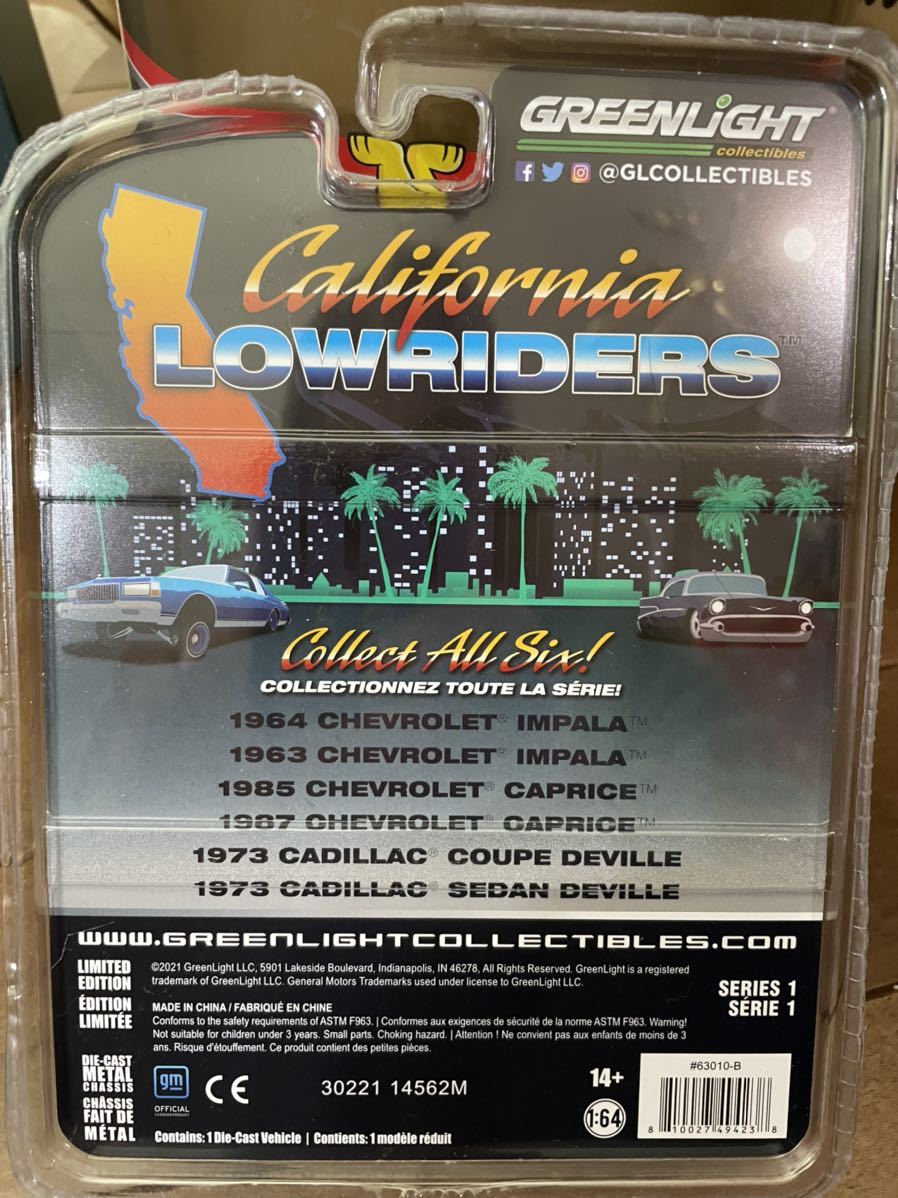 GREENLiGHT®
collectibles
@GLCOLLECTIBLES
California
LOWRIDERS™
Collect All Six!
COLLECTIONNEZ TOUTE LA SÉRIE!
1964 CHEVROLET® IMPALA™
1963 CHEVROLET® IMPALA™
1985 CHEVROLET® CAPRICE™
1987 CHEVROLET® CAPRICE™
1973 CADILLAC® COUPE DEVILLE
1973 CADILLAC® SEDAN DEVILLE
WWW.GREENLIGHTCOLLECTIBLES.COM
LIMITED
EDITION
ÉDITION
LIMITÉE
©2021 GreenLight LLC, 5901 Lakeside Boulevard, Indianapolis, IN 46278, All Rights Reserved. GreenLight is a registered
trademark of GreenLight LLC. General Motors Trademarks used under license to GreenLight LLC.
SERIES 1
SÉRIE 1
MADE IN CHINA / FABRIQUÉ EN CHINE
Conforms to the safety requirements of ASTM F963. | Conformes aux exigences de sécurité de la norme ASTM F963. Warning!
Not suitable for children under 3 years. Small parts. Choking hazard. | Attention ! Ne convient pas aux enfants de moins de 3
ans. Risque d'étouffement. Ce produit contient des petites pièces.
DIE-CAST
METAL
CHASSIS
CHÂSSIS
FAIT DE
MÉTAL
gm
OFFICIAL
LICENSED PRODUCT
CE
30221 14562M
14+
1:64
#63010-B
8 10027 49423 8
Contains: 1 Die-Cast Vehicle | Contients: 1 modèle réduit